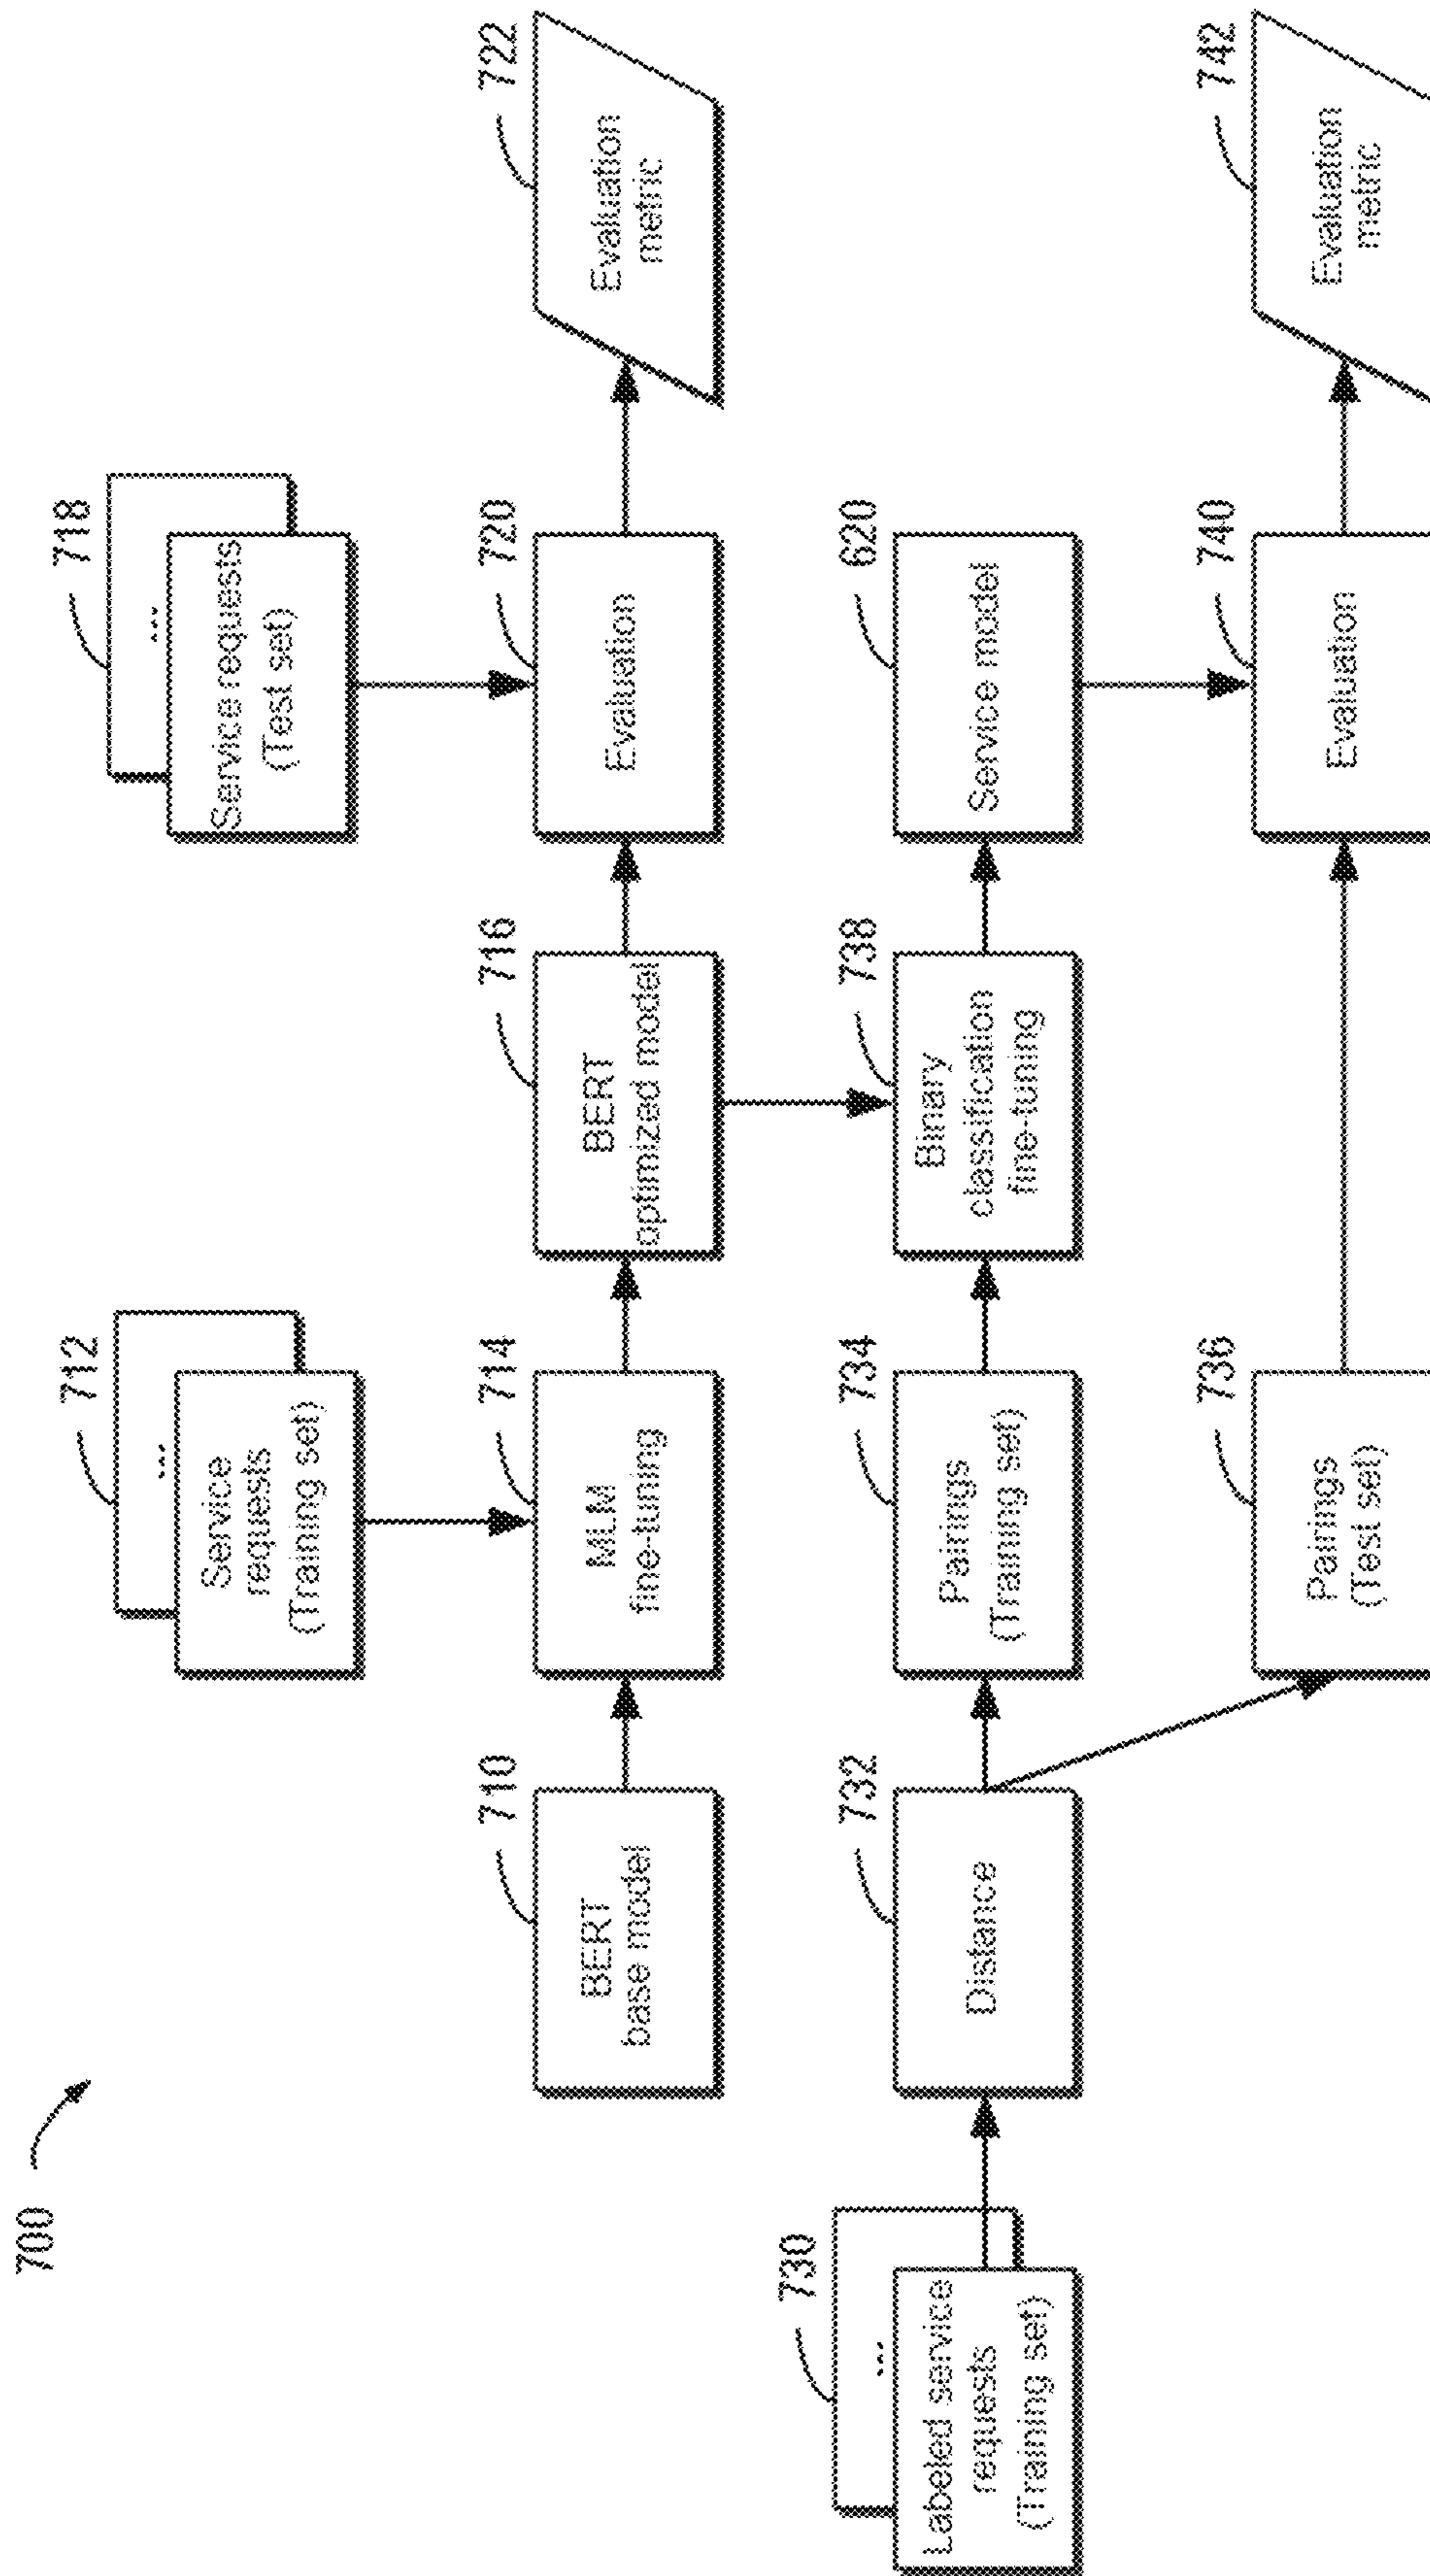 700
712
...
Service
requests
(Training set)
718
...
Service requests
(Test set)
710
BERT
base model
714
MLM
fine-tuning
716
BERT
optimized model
720
Evaluation
722
Evaluation
metric
730
...
Labeled service
requests
(Training set)
732
Distance
734
Pairings
(Training set)
738
Binary
classification
fine-tuning
620
Service model
736
Pairings
(Test set)
740
Evaluation
742
Evaluation
metric